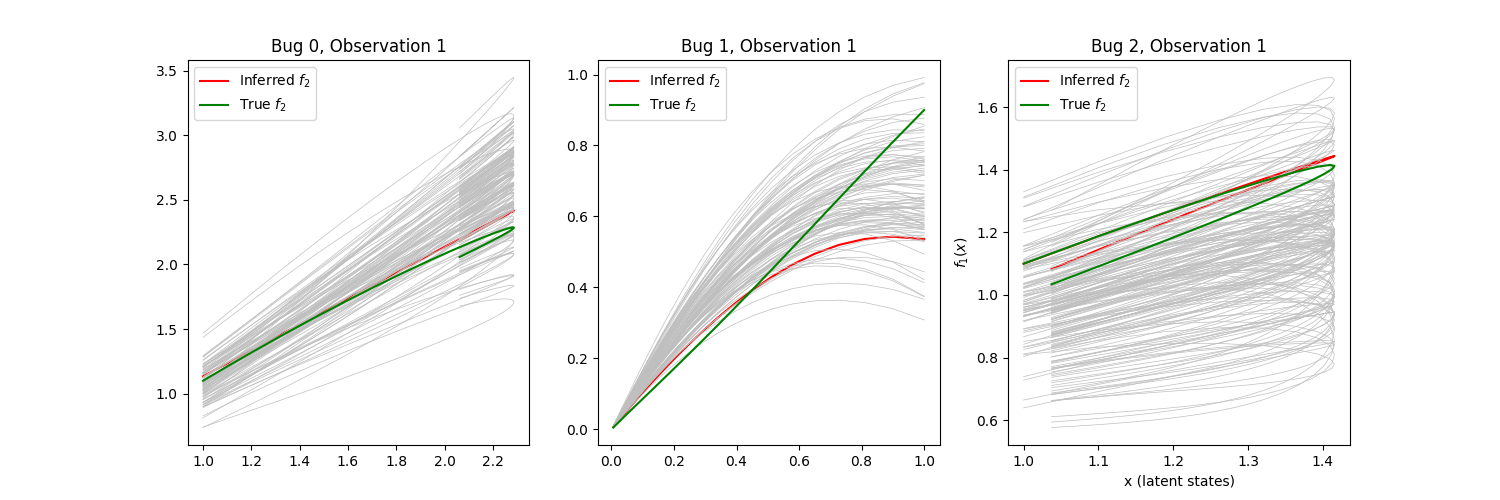 Bug 0, Observation 1
Inferred f₂
True f₂
3.5
3.0
2.5
2.0
1.5
1.0
1.0 1.2 1.4 1.6 1.8 2.0 2.2
Bug 1, Observation 1
Inferred f₂
True f₂
1.0
0.8
0.6
0.4
0.2
0.0
0.0 0.2 0.4 0.6 0.8 1.0
Bug 2, Observation 1
Inferred f₂
True f₂
f₁(x)
1.6
1.4
1.2
1.0
0.8
0.6
1.0 1.1 1.2 1.3 1.4
x (latent states)